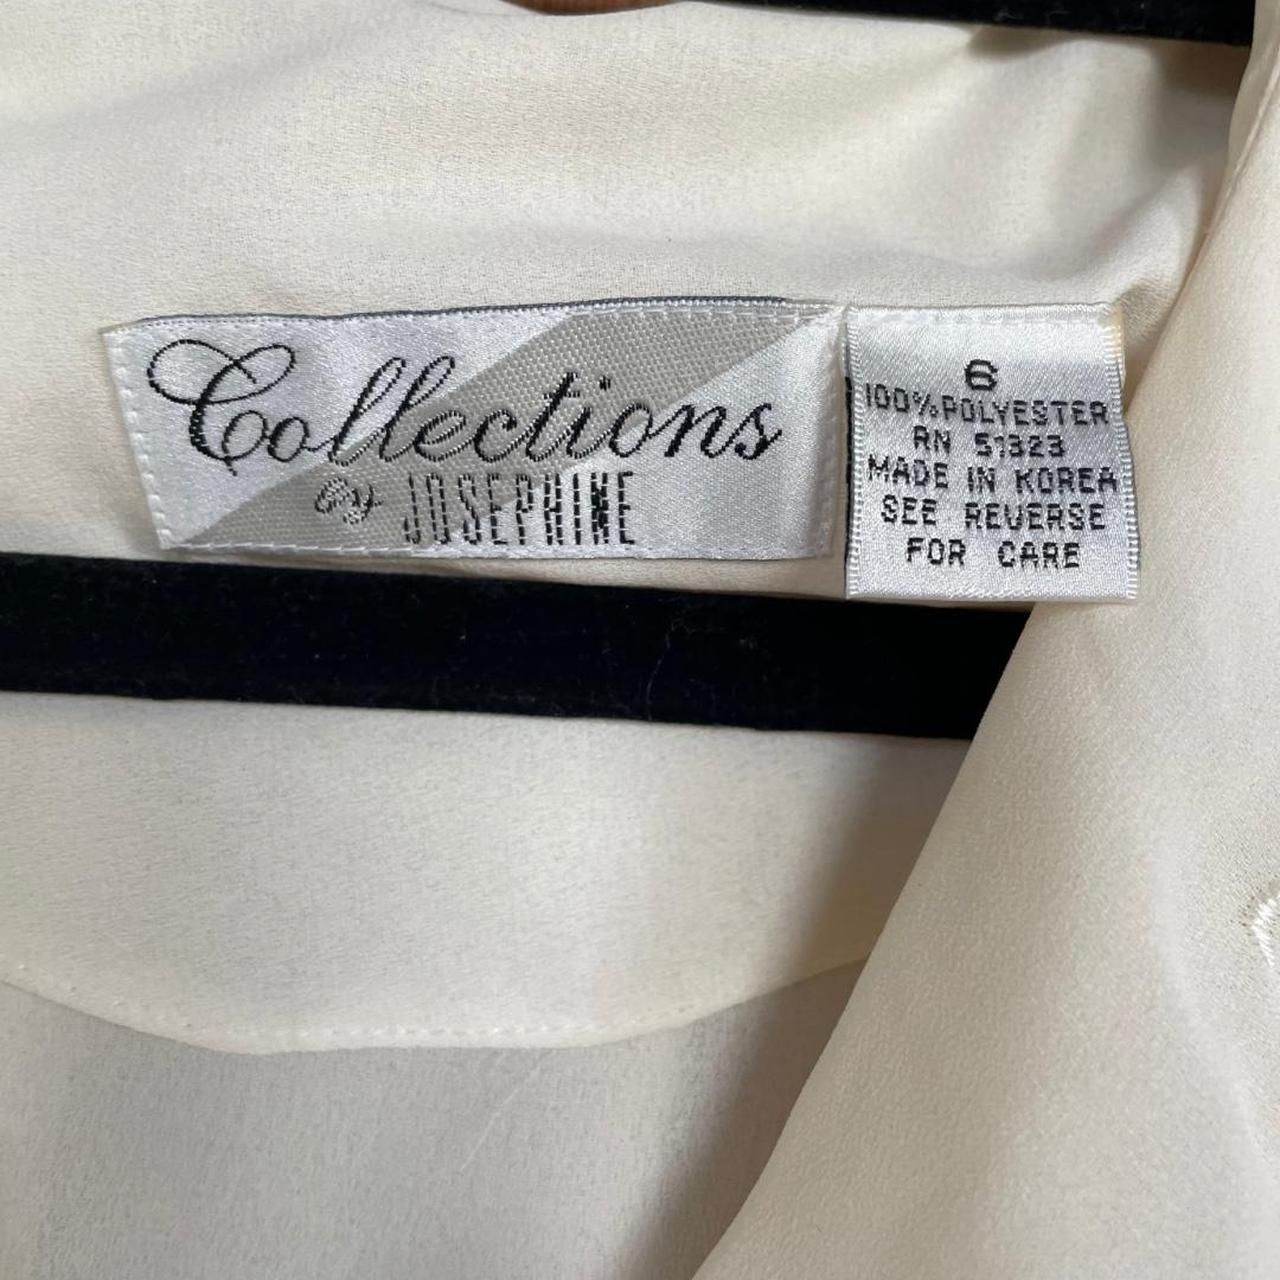 Collections
by JOSEPHINE
6
100% POLYESTER
RN 51323
MADE IN KOREA
SEE REVERSE
FOR CARE